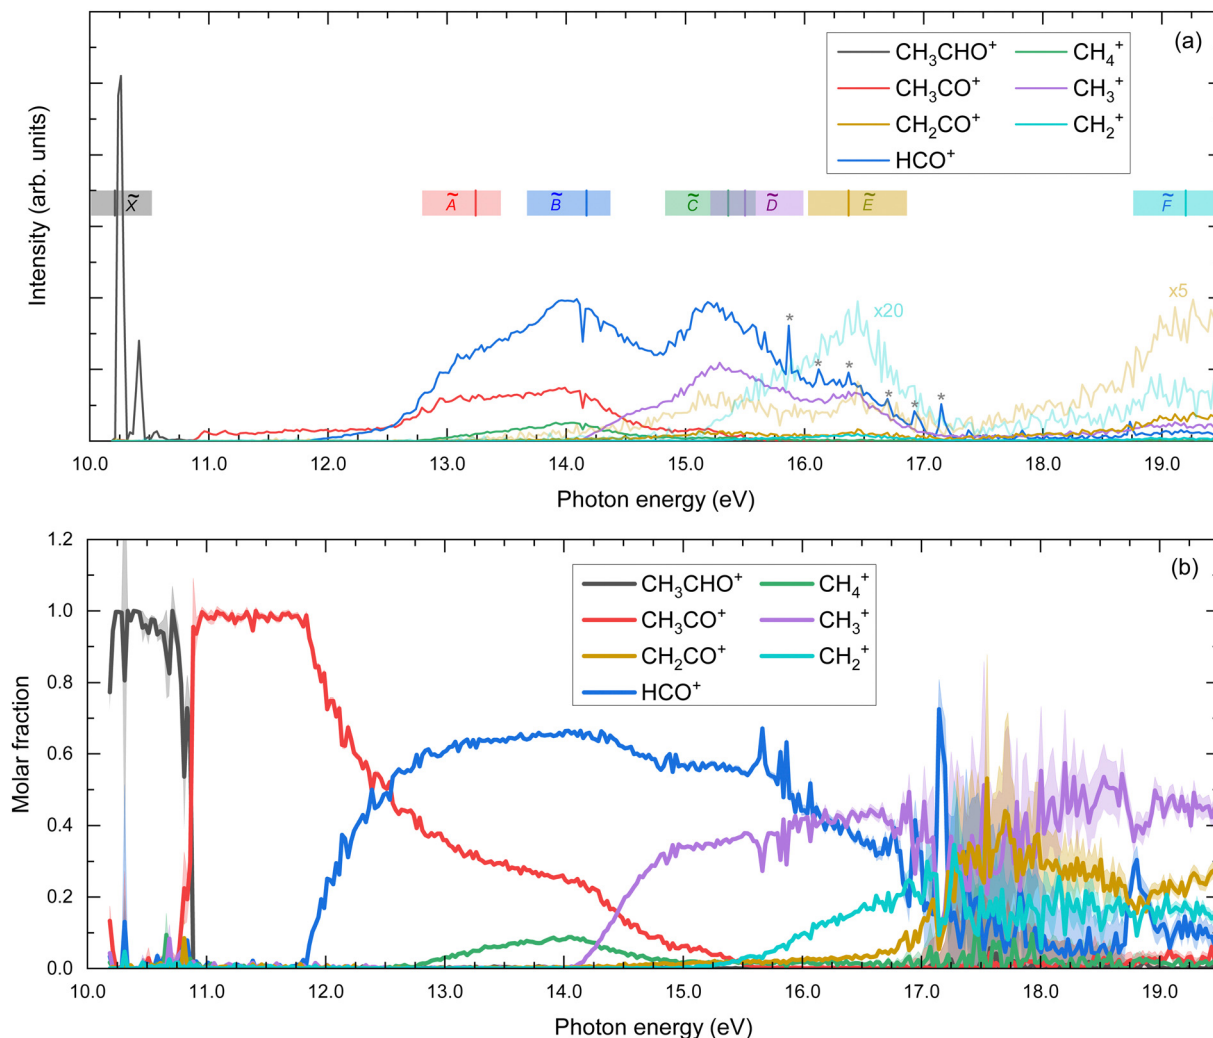 (a)
CH₃CHO⁺ CH₄⁺
CH₃CO⁺ CH₃⁺
CH₂CO⁺ CH₂⁺
HCO⁺
Intensity (arb. units)
X̃ Ã B̃ C̃ D̃ Ẽ F̃
x5
x20
* * * * * *
10.0 11.0 12.0 13.0 14.0 15.0 16.0 17.0 18.0 19.0
Photon energy (eV)
(b)
CH₃CHO⁺ CH₄⁺
CH₃CO⁺ CH₃⁺
CH₂CO⁺ CH₂⁺
HCO⁺
Molar fraction
1.2
1.0
0.8
0.6
0.4
0.2
0.0
10.0 11.0 12.0 13.0 14.0 15.0 16.0 17.0 18.0 19.0
Photon energy (eV)